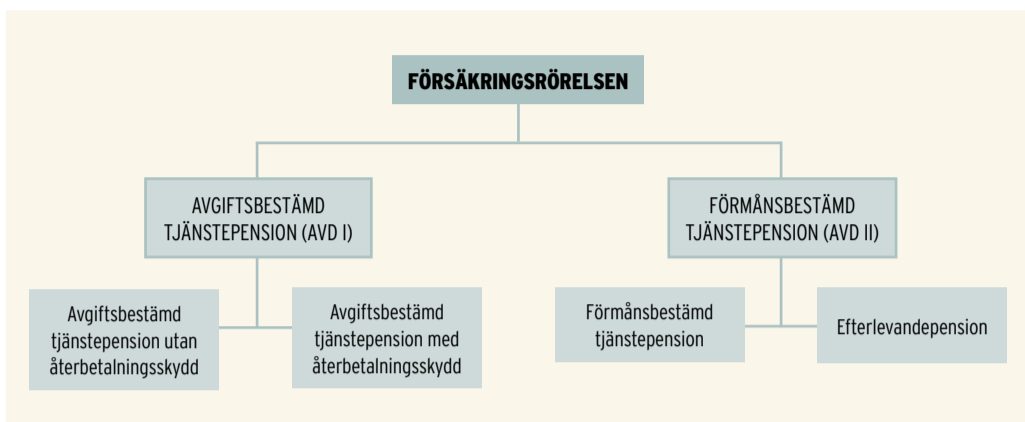 FÖRSÄKRINGSRÖRELSEN
AVGIFTSBESTÄMD
TJÄNSTEPENSION (AVD I)
FÖRMÅNSBESTÄMD
TJÄNSTEPENSION (AVD II)
Avgiftsbestämd
tjänstepension utan
återbetalningsskydd
Avgiftsbestämd
tjänstepension med
återbetalningsskydd
Förmånsbestämd
tjänstepension
Efterlevandepension